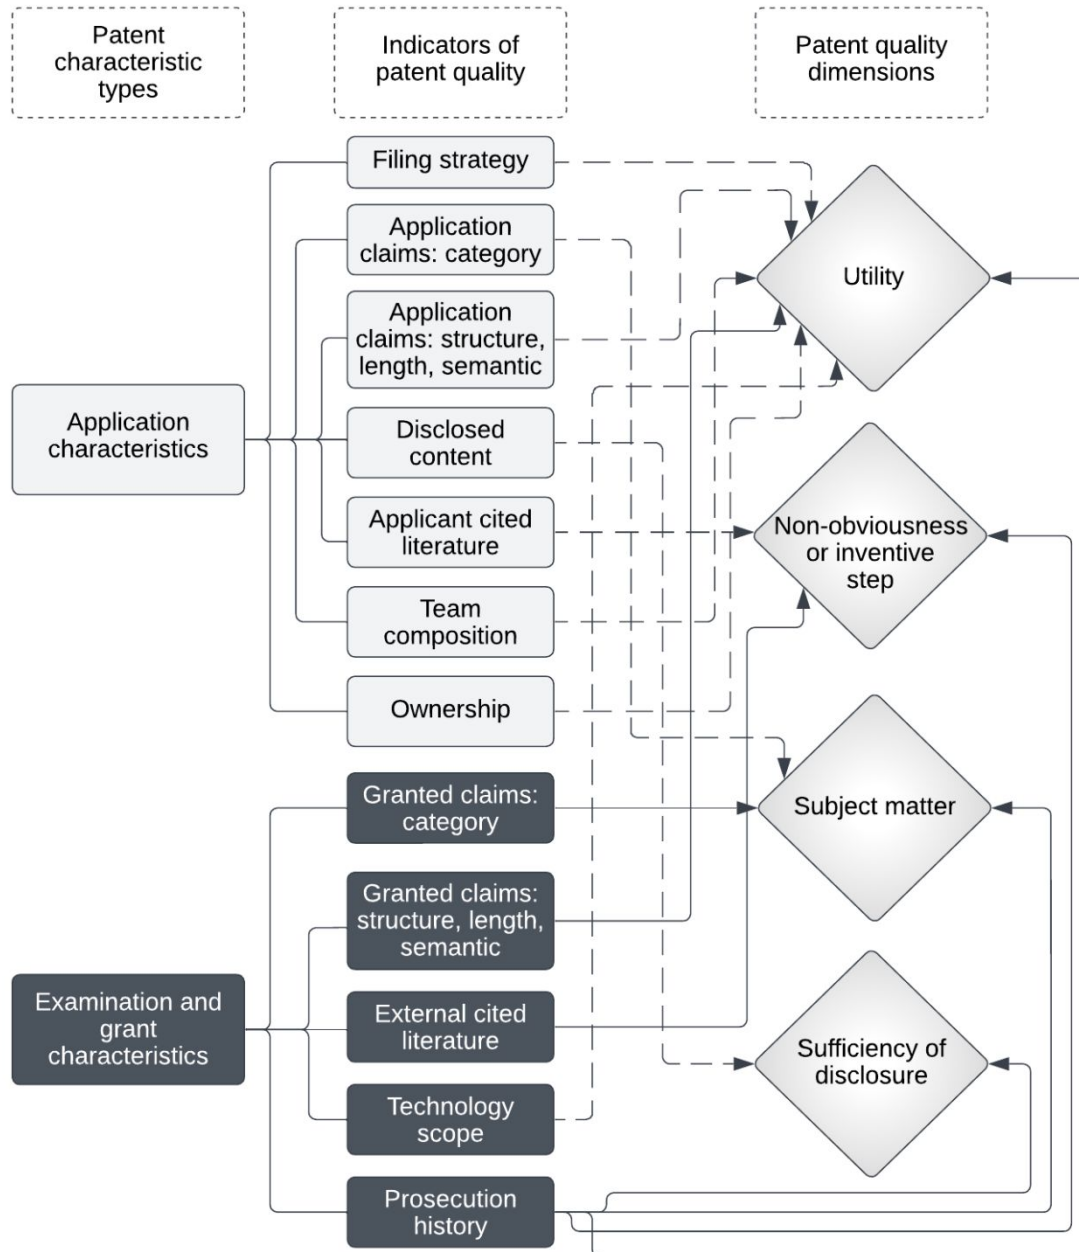 Patent
characteristic
types
Indicators of
patent quality
Patent quality
dimensions
Filing strategy
Application
claims: category
Application
claims: structure,
length, semantic
Disclosed
content
Applicant cited
literature
Team
composition
Ownership
Application
characteristics
Granted claims:
category
Granted claims:
structure, length,
semantic
External cited
literature
Technology
scope
Prosecution
history
Examination and
grant
characteristics
Utility
Non-obviousness
or inventive
step
Subject matter
Sufficiency of
disclosure